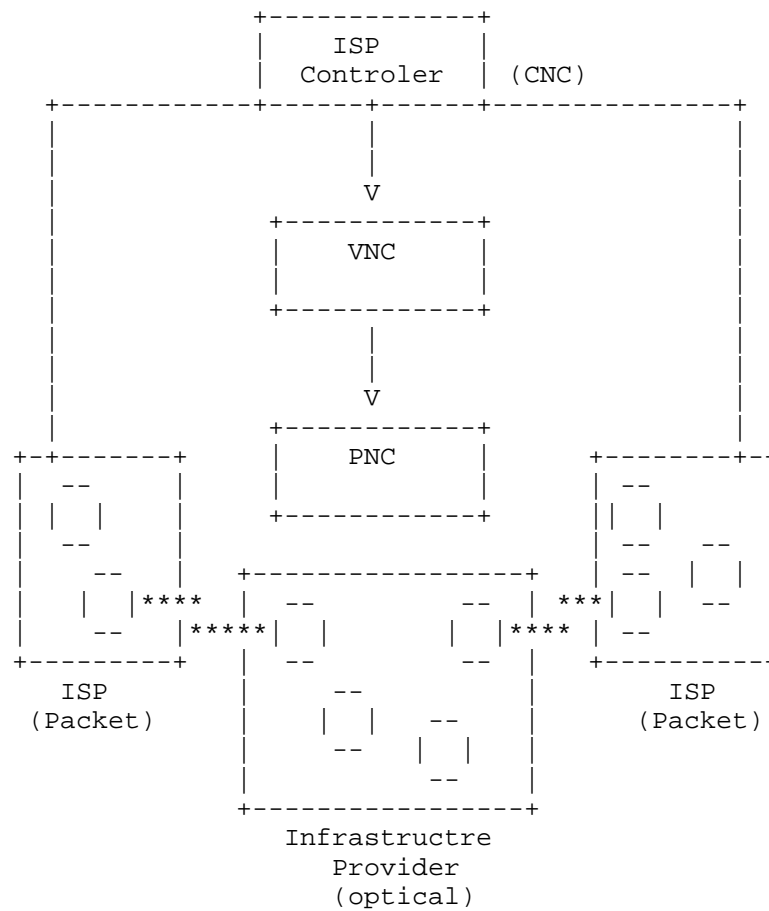 ISP
Controler (CNC)
V
VNC
V
PNC
ISP
(Packet)
ISP
(Packet)
Infrastructre
Provider
(optical)